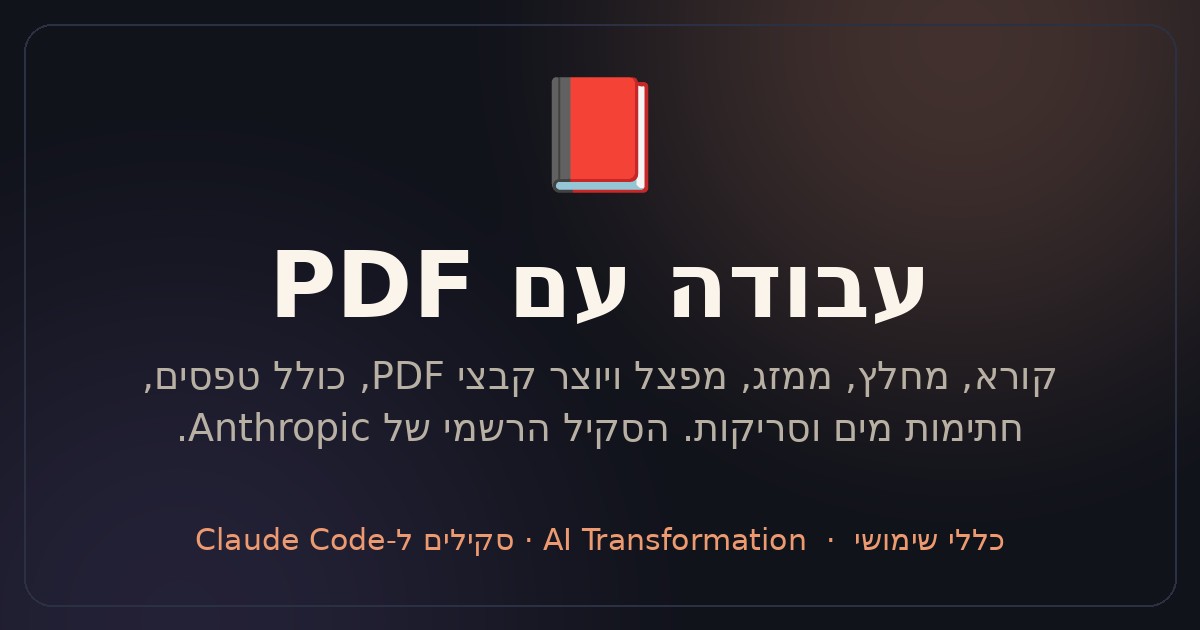 עבודה עם PDF
קורא, מחלץ, ממזג, מפצל ויוצר קבצי PDF, כולל טפסים,
חתימות מים וסריקות. הסקיל הרשמי של Anthropic.
כללי שימושי · AI Transformation · סקילים ל-Claude Code